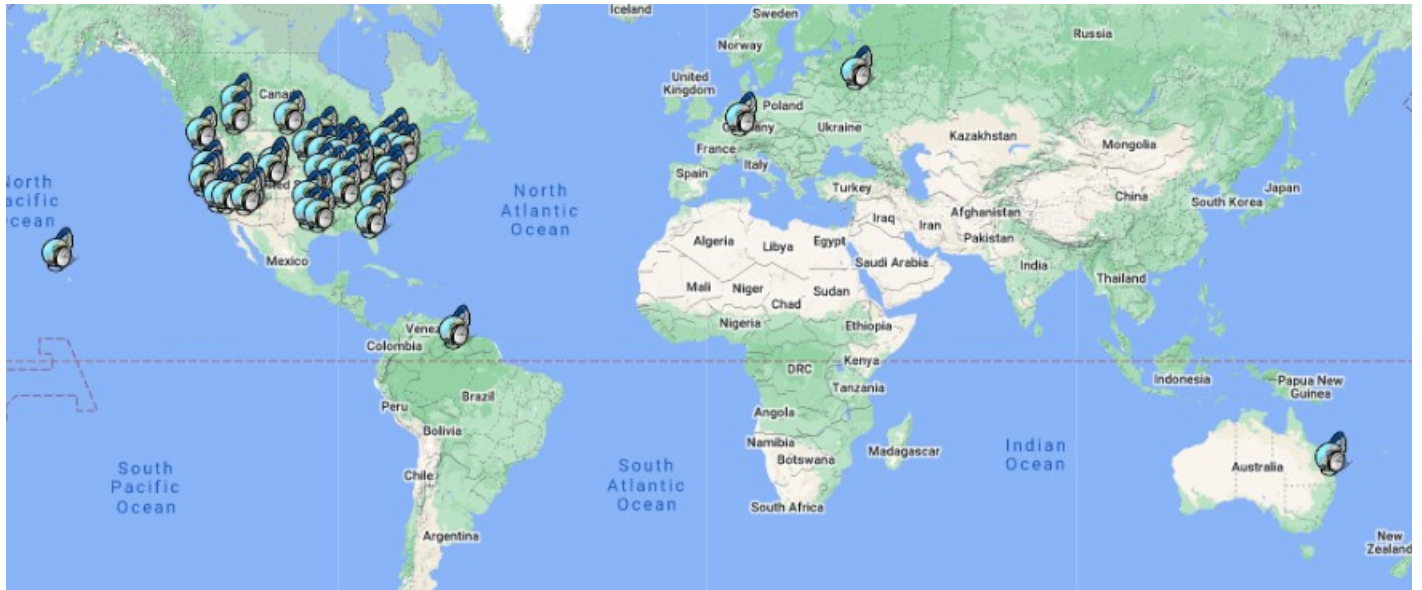 Iceland
Sweden
Norway
Russia
United
Kingdom
Poland
Ukraine
France
Kazakhstan
Mongolia
Italy
Spain
Turkey
Japan
China
South Korea
North
Atlantic
Ocean
Iraq
Iran
Afghanistan
Pakistan
Algeria
Libya
Egypt
Saudi Arabia
India
Mexico
Mali
Niger
Chad
Sudan
Thailand
Nigeria
Ethiopia
Colombia
DRC
Kenya
Tanzania
Indonesia
Papua New
Guinea
Peru
Brazil
Angola
Bolivia
Namibia
Botswana
Madagascar
Indian
Ocean
South
Pacific
Ocean
Chile
South
Atlantic
Ocean
Australia
South Africa
Argentina
New
Zealand